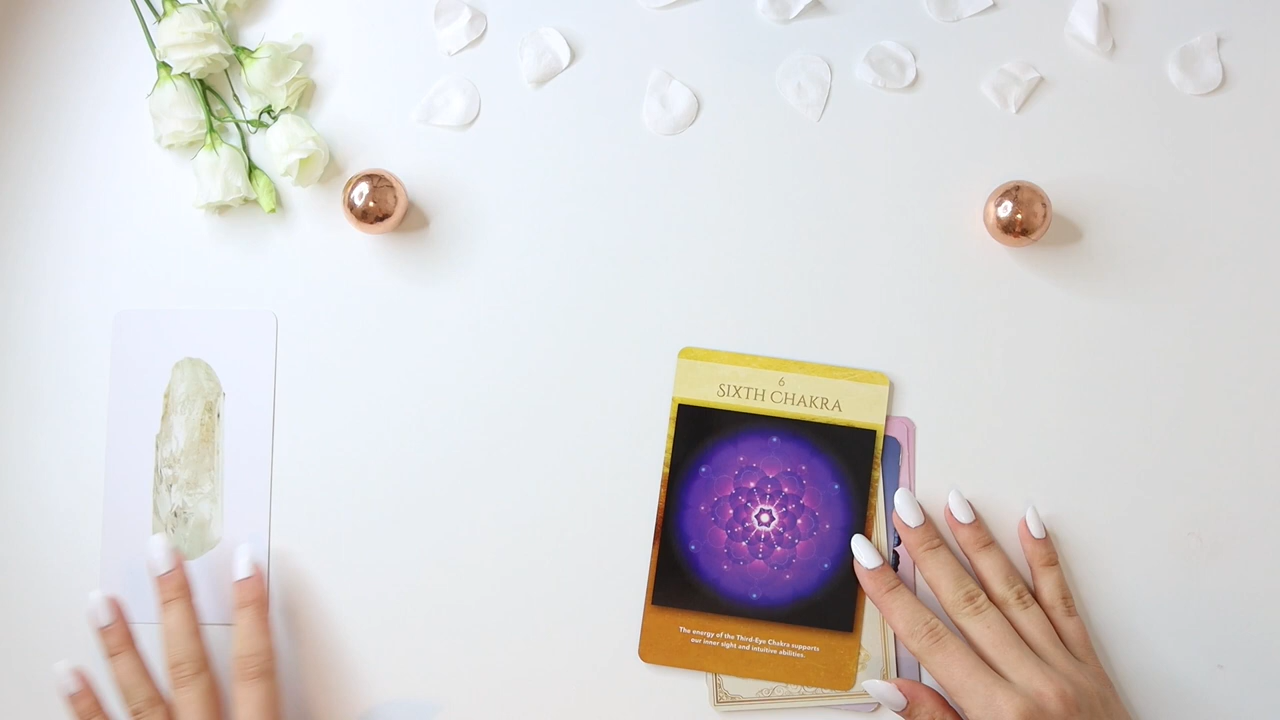 6
SIXTH CHAKRA
The energy of the Third-Eye Chakra supports
our inner sight and intuitive abilities.